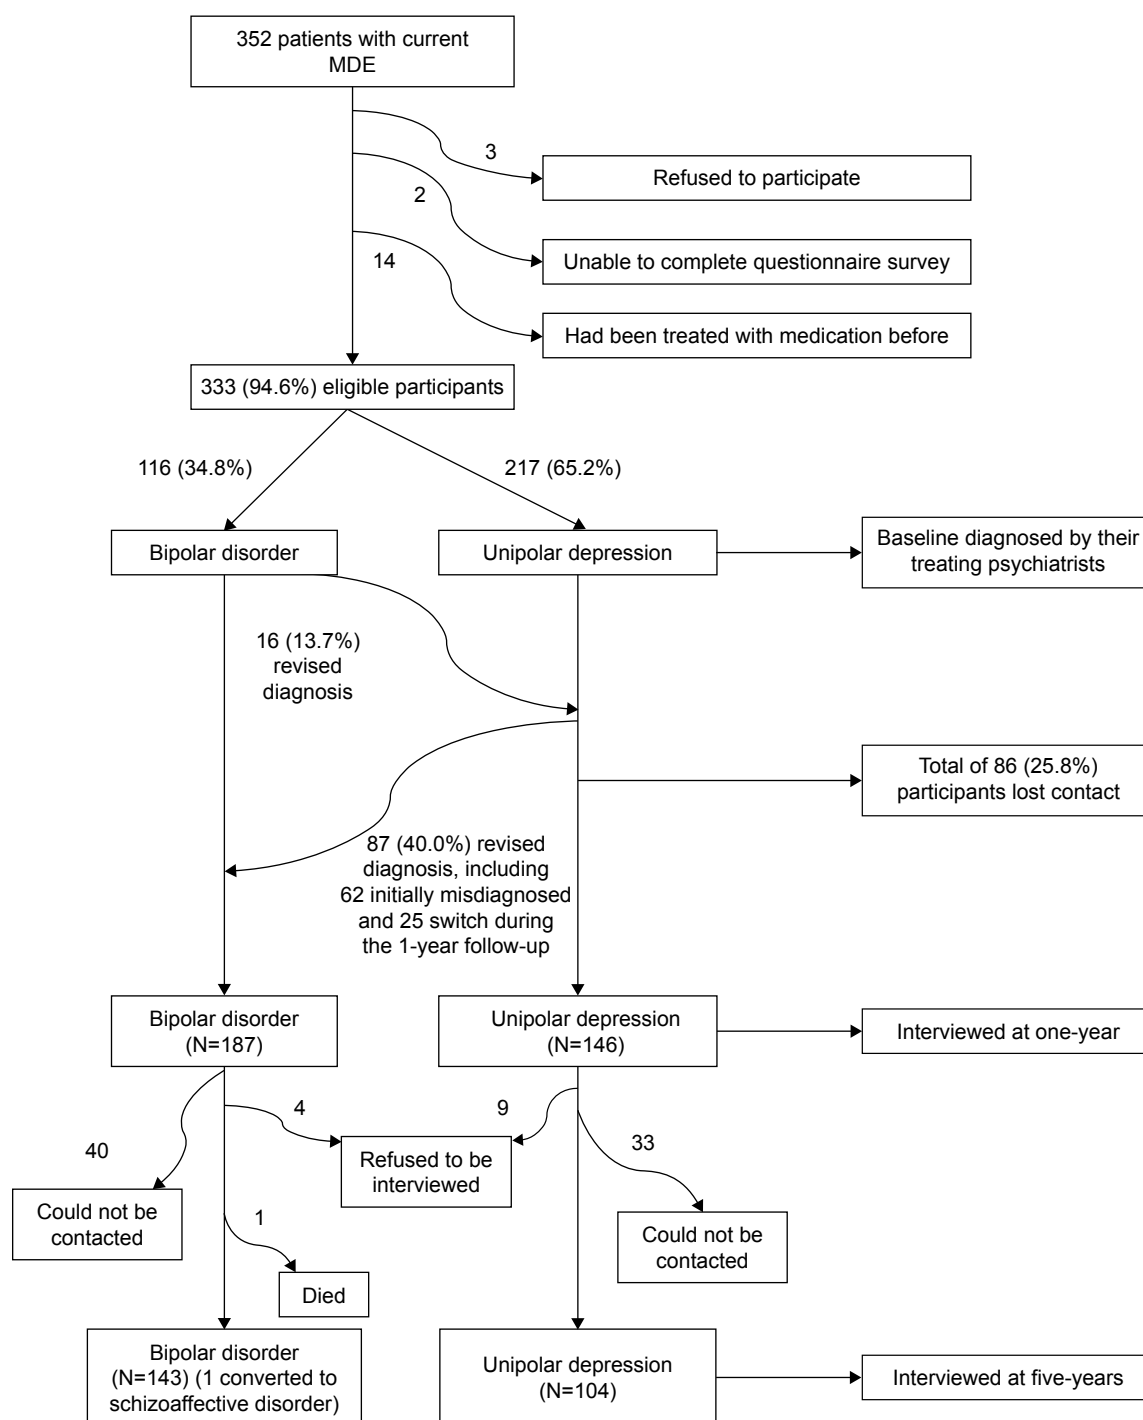 352 patients with current
MDE
3
Refused to participate
2
Unable to complete questionnaire survey
14
Had been treated with medication before
333 (94.6%) eligible participants
116 (34.8%)
217 (65.2%)
Bipolar disorder
Unipolar depression
Baseline diagnosed by their
treating psychiatrists
16 (13.7%)
revised
diagnosis
Total of 86 (25.8%)
participants lost contact
87 (40.0%) revised
diagnosis, including
62 initially misdiagnosed
and 25 switch during
the 1-year follow-up
Bipolar disorder
(N=187)
Unipolar depression
(N=146)
Interviewed at one-year
4
9
Refused to be
interviewed
40
Could not be
contacted
33
Could not be
contacted
1
Died
Bipolar disorder
(N=143) (1 converted to
schizoaffective disorder)
Unipolar depression
(N=104)
Interviewed at five-years